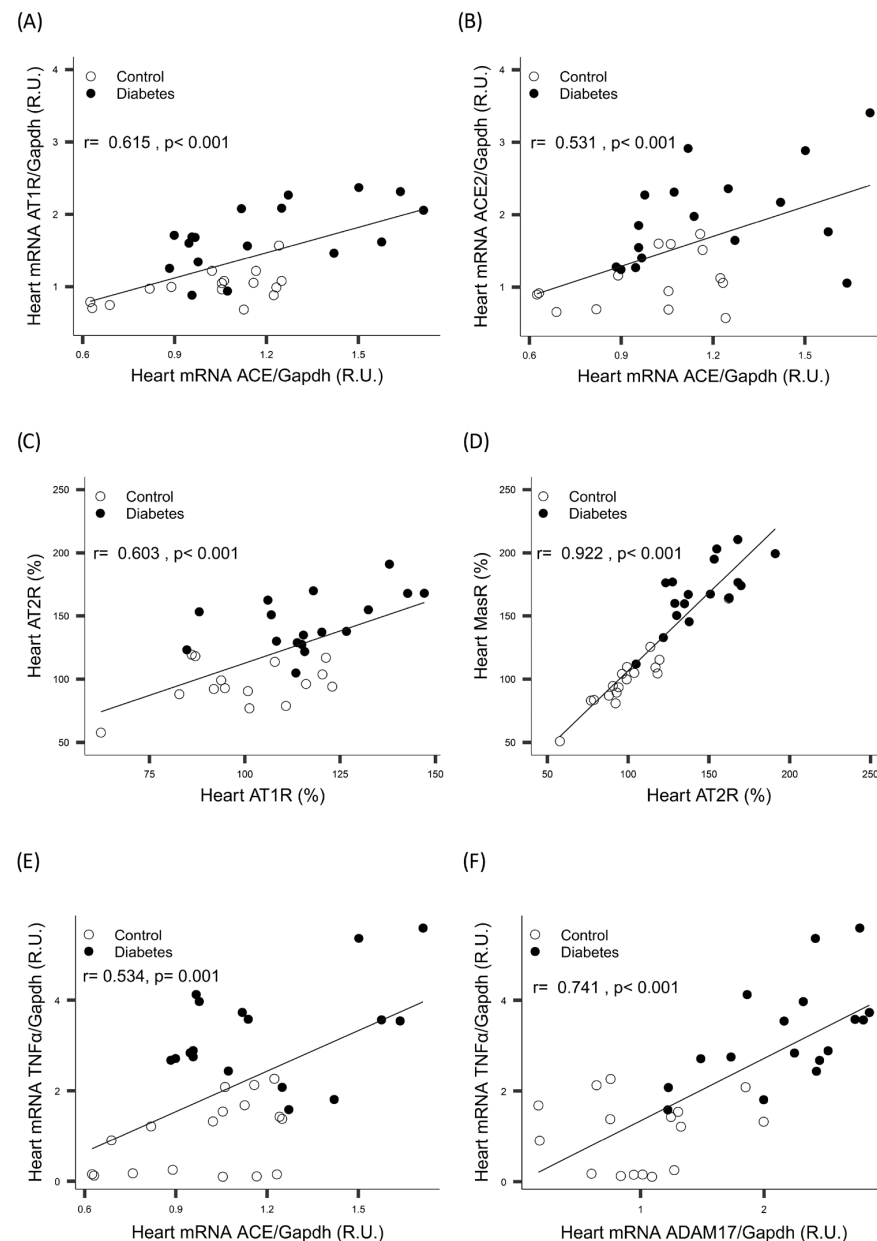 (A)
Heart mRNA AT1R/Gapdh (R.U.)
4
3
2
1
Control
Diabetes
r= 0.615 , p< 0.001
0.6 0.9 1.2 1.5
Heart mRNA ACE/Gapdh (R.U.)
(B)
Heart mRNA ACE2/Gapdh (R.U.)
4
3
2
1
Control
Diabetes
r= 0.531 , p< 0.001
0.6 0.9 1.2 1.5
Heart mRNA ACE/Gapdh (R.U.)
(C)
Heart AT2R (%)
250
200
150
100
50
Control
Diabetes
r= 0.603 , p< 0.001
75 100 125 150
Heart AT1R (%)
(D)
Heart MasR (%)
250
200
150
100
50
Control
Diabetes
r= 0.922 , p< 0.001
50 100 150 200 250
Heart AT2R (%)
(E)
Heart mRNA TNFα/Gapdh (R.U.)
4
2
0
Control
Diabetes
r= 0.534, p= 0.001
0.6 0.9 1.2 1.5
Heart mRNA ACE/Gapdh (R.U.)
(F)
Heart mRNA TNFα/Gapdh (R.U.)
4
2
0
Control
Diabetes
r= 0.741 , p< 0.001
1 2
Heart mRNA ADAM17/Gapdh (R.U.)